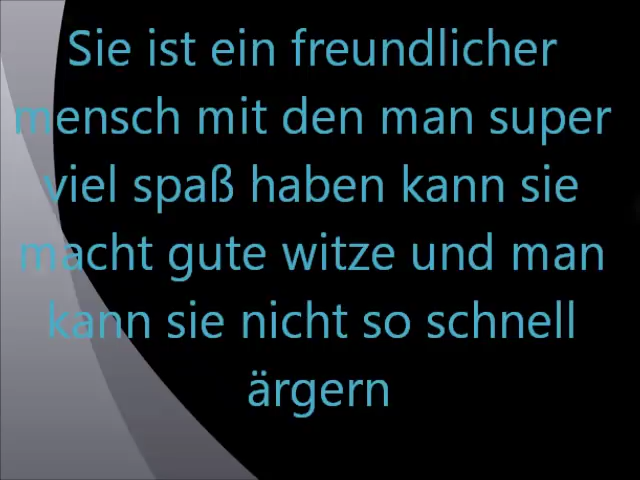 Sie ist ein freundlicher
mensch mit den man super
viel spaß haben kann sie
macht gute witze und man
kann sie nicht so schnell
ärgern